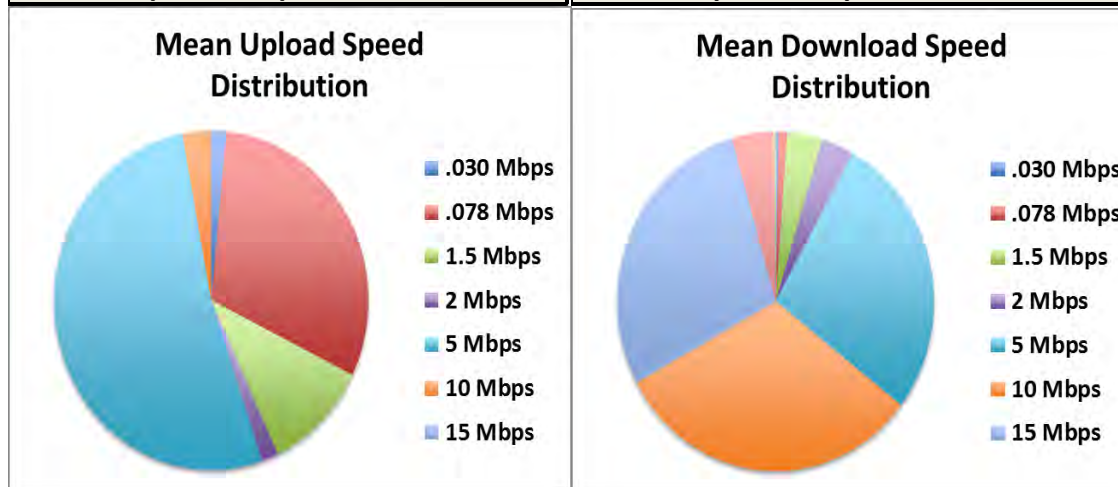 Mean Upload Speed
Distribution
.030 Mbps
.078 Mbps
1.5 Mbps
2 Mbps
5 Mbps
10 Mbps
15 Mbps
Mean Download Speed
Distribution
.030 Mbps
.078 Mbps
1.5 Mbps
2 Mbps
5 Mbps
10 Mbps
15 Mbps